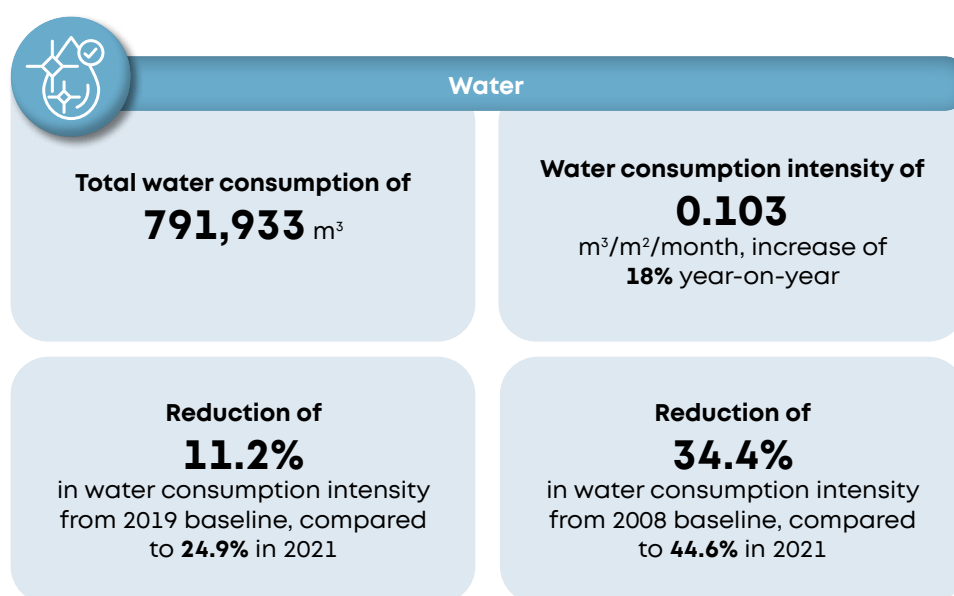 Water
Total water consumption of
791,933 m³
Water consumption intensity of
0.103
m³/m²/month, increase of
18% year-on-year
Reduction of
11.2%
in water consumption intensity
from 2019 baseline, compared
to 24.9% in 2021
Reduction of
34.4%
in water consumption intensity
from 2008 baseline, compared
to 44.6% in 2021